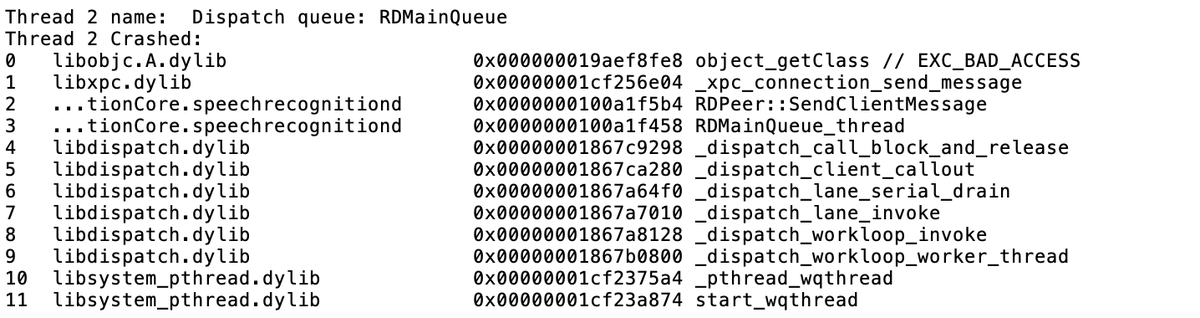 Thread 2 name:  Dispatch queue: RDMainQueue
Thread 2 Crashed:
0   libobjc.A.dylib                    0x000000019aef8fe8 object_getClass // EXC_BAD_ACCESS
1   libxpc.dylib                       0x00000001cf256e04 _xpc_connection_send_message
2   ...tionCore.speechrecognitiond     0x0000000100a1f5b4 RDPeer::SendClientMessage
3   ...tionCore.speechrecognitiond     0x0000000100a1f458 RDMainQueue_thread
4   libdispatch.dylib                  0x00000001867c9298 _dispatch_call_block_and_release
5   libdispatch.dylib                  0x00000001867ca280 _dispatch_client_callout
6   libdispatch.dylib                  0x00000001867a64f0 _dispatch_lane_serial_drain
7   libdispatch.dylib                  0x00000001867a7010 _dispatch_lane_invoke
8   libdispatch.dylib                  0x00000001867a8128 _dispatch_workloop_invoke
9   libdispatch.dylib                  0x00000001867b0800 _dispatch_workloop_worker_thread
10  libsystem_pthread.dylib            0x00000001cf2375a4 _pthread_wqthread
11  libsystem_pthread.dylib            0x00000001cf23a874 start_wqthread